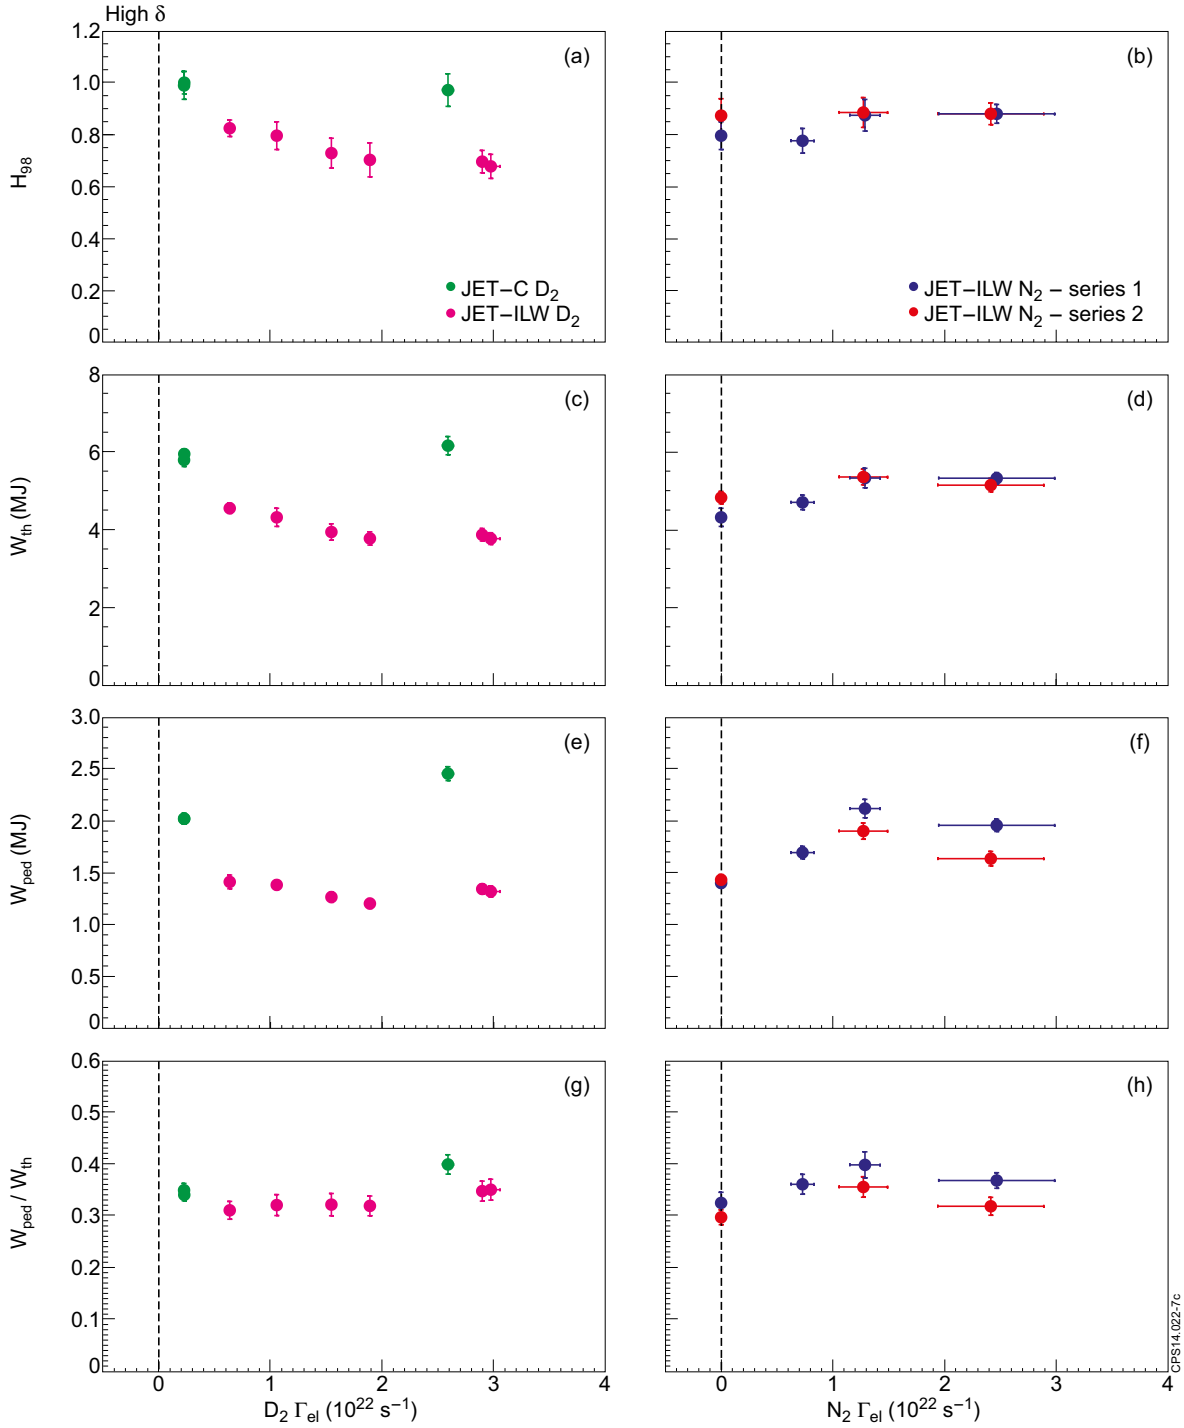 High δ
1.2
1.0
0.8
0.6
0.4
0.2
0
H98
(a)
JET–C D2
JET–ILW D2
(b)
JET–ILW N2 – series 1
JET–ILW N2 – series 2
8
6
4
2
0
Wth (MJ)
(c)
(d)
3.0
2.5
2.0
1.5
1.0
0.5
0
Wped (MJ)
(e)
(f)
0.6
0.5
0.4
0.3
0.2
0.1
0
Wped / Wth
(g)
(h)
0 1 2 3 4
D2 Γel (10²² s⁻¹)
0 1 2 3 4
N2 Γel (10²² s⁻¹)
CPS14.022-7c